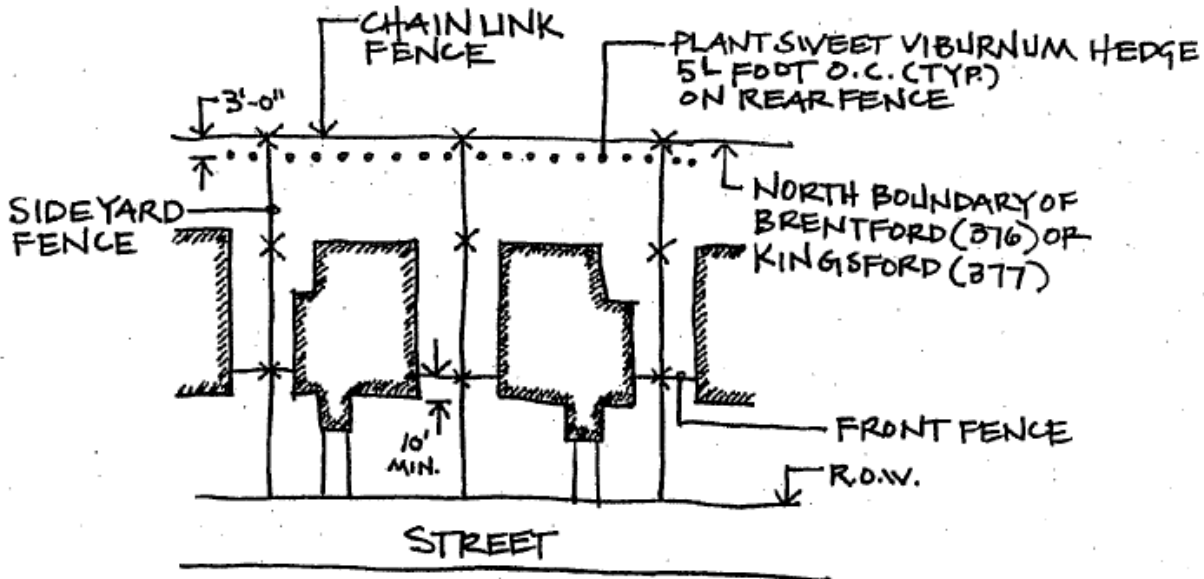 CHAIN LINK
FENCE
PLANT SWEET VIBURNUM HEDGE
5L FOOT O.C. (TYP.)
ON REAR FENCE
3'-0"
SIDEYARD
FENCE
NORTH BOUNDARY OF
BRENTFORD (376) OR
KINGSFORD (377)
10'
MIN.
FRONT FENCE
R.O.W.
STREET